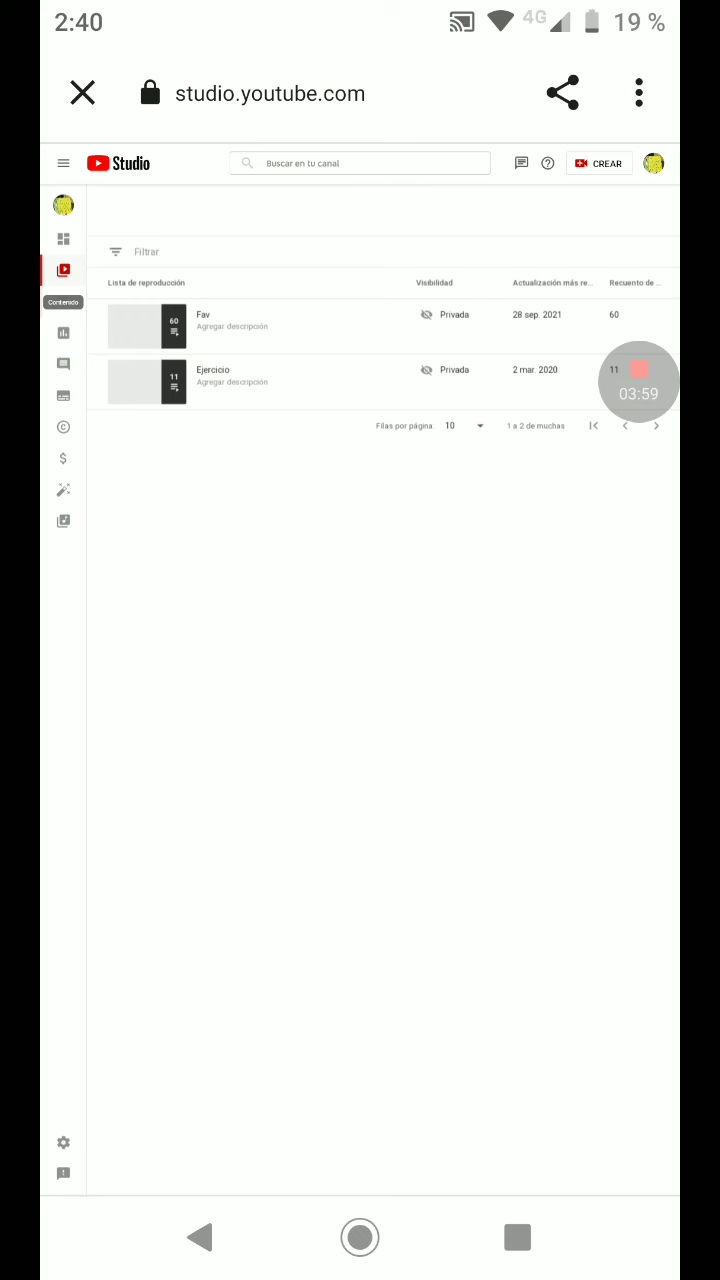 2:40
4G
19 %
studio.youtube.com
Studio
Buscar en tu canal
CREAR
Filtrar
Contenido
Lista de reproducción Visibilidad Actualización más re... Recuento de ...
60 Fav Privada 28 sep. 2021 60
Agregar descripción
11 Ejercicio Privada 2 mar. 2020 11
Agregar descripción
03:59
Filas por página 10 1 a 2 de muchas